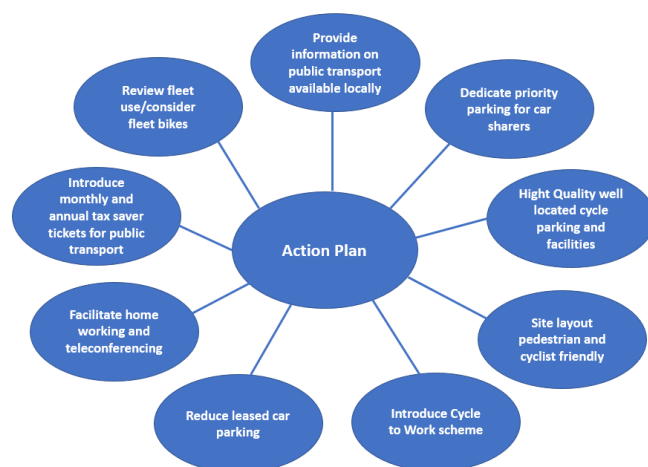 Provide
information on
public transport
available locally
Dedicate priority
parking for car
sharers
Hight Quality well
located cycle
parking and
facilities
Site layout
pedestrian and
cyclist friendly
Introduce Cycle
to Work scheme
Reduce leased car
parking
Facilitate home
working and
teleconferencing
Introduce
monthly and
annual tax saver
tickets for public
transport
Review fleet
use/consider
fleet bikes
Action Plan